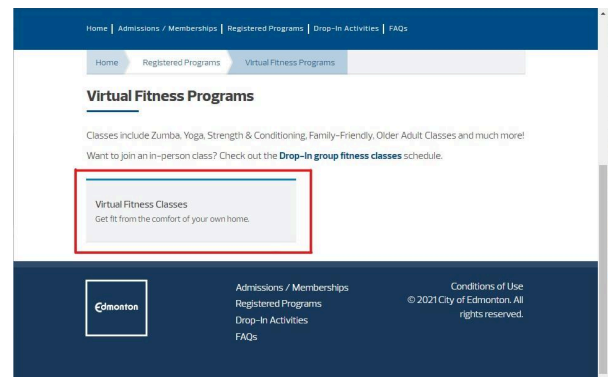 Home | Admissions / Memberships | Registered Programs | Drop-In Activities | FAQs
Home Registered Programs Virtual Fitness Programs
Virtual Fitness Programs
Classes include Zumba, Yoga, Strength & Conditioning, Family-Friendly, Older Adult Classes and much more!
Want to join an in-person class? Check out the Drop-In group fitness classes schedule.
Virtual Fitness Classes
Get fit from the comfort of your own home.
Edmonton
Admissions / Memberships
Registered Programs
Drop-In Activities
FAQs
Conditions of Use
© 2021 City of Edmonton. All
rights reserved.